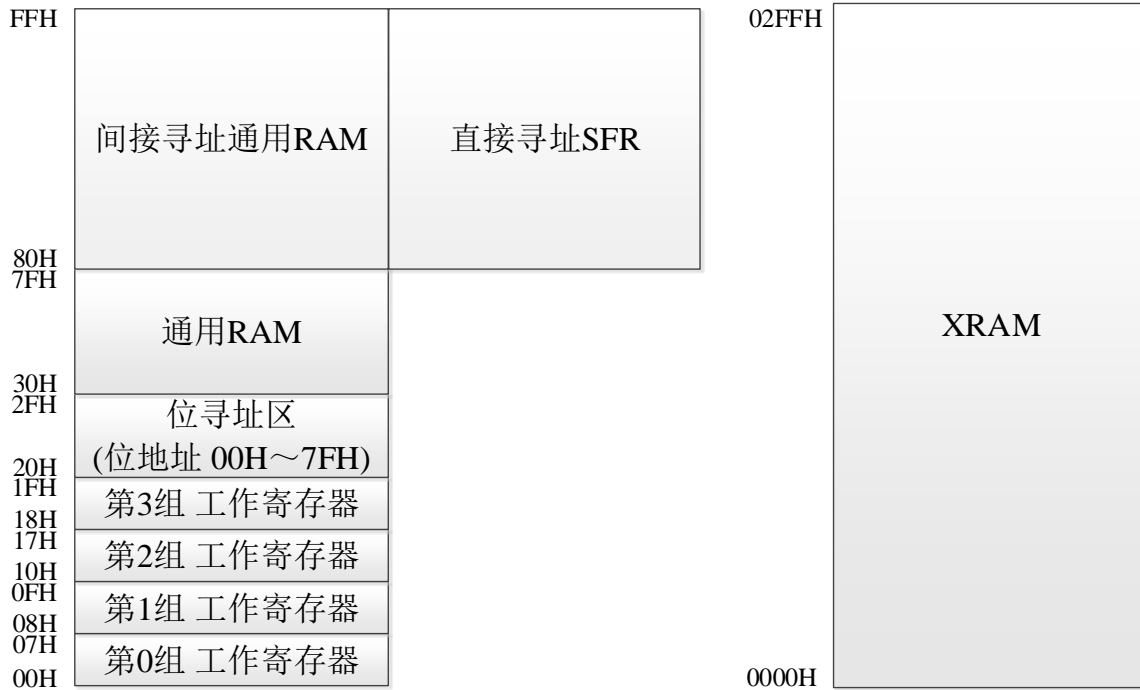 FFH
间接寻址通用RAM
直接寻址SFR
80H
7FH
通用RAM
30H
2FH
位寻址区
(位地址 00H～7FH)
20H
1FH
第3组 工作寄存器
18H
17H
第2组 工作寄存器
10H
0FH
第1组 工作寄存器
08H
07H
第0组 工作寄存器
00H
02FFH
XRAM
0000H